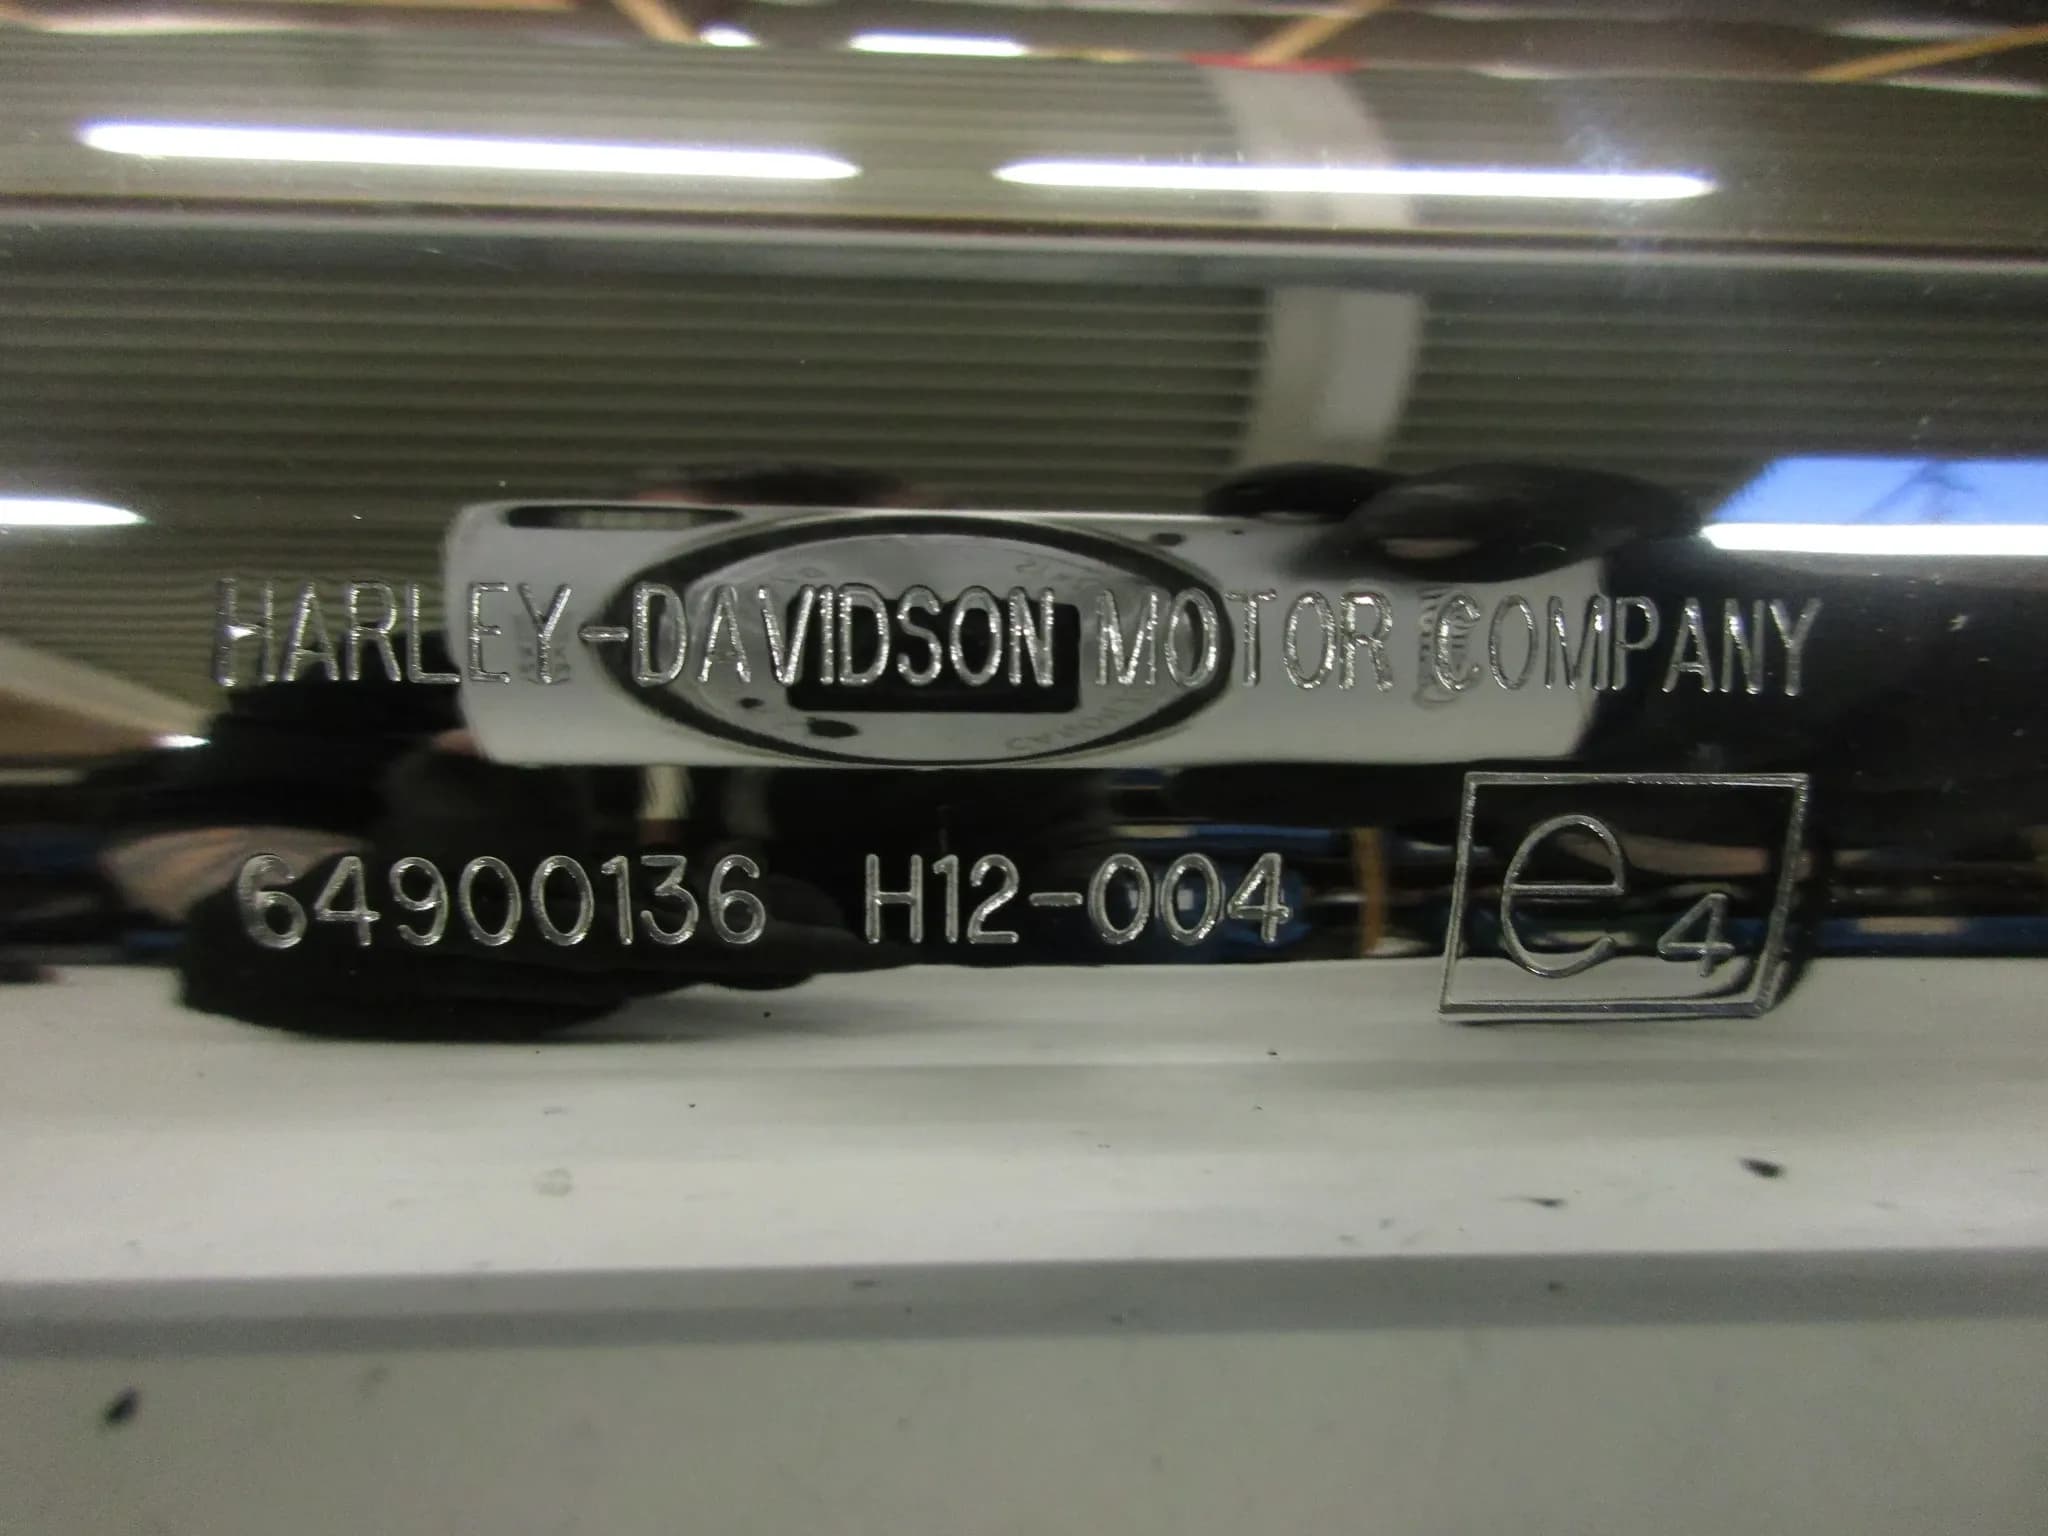 HARLEY-DAVIDSON MOTOR COMPANY
64900136 H12-004 e4